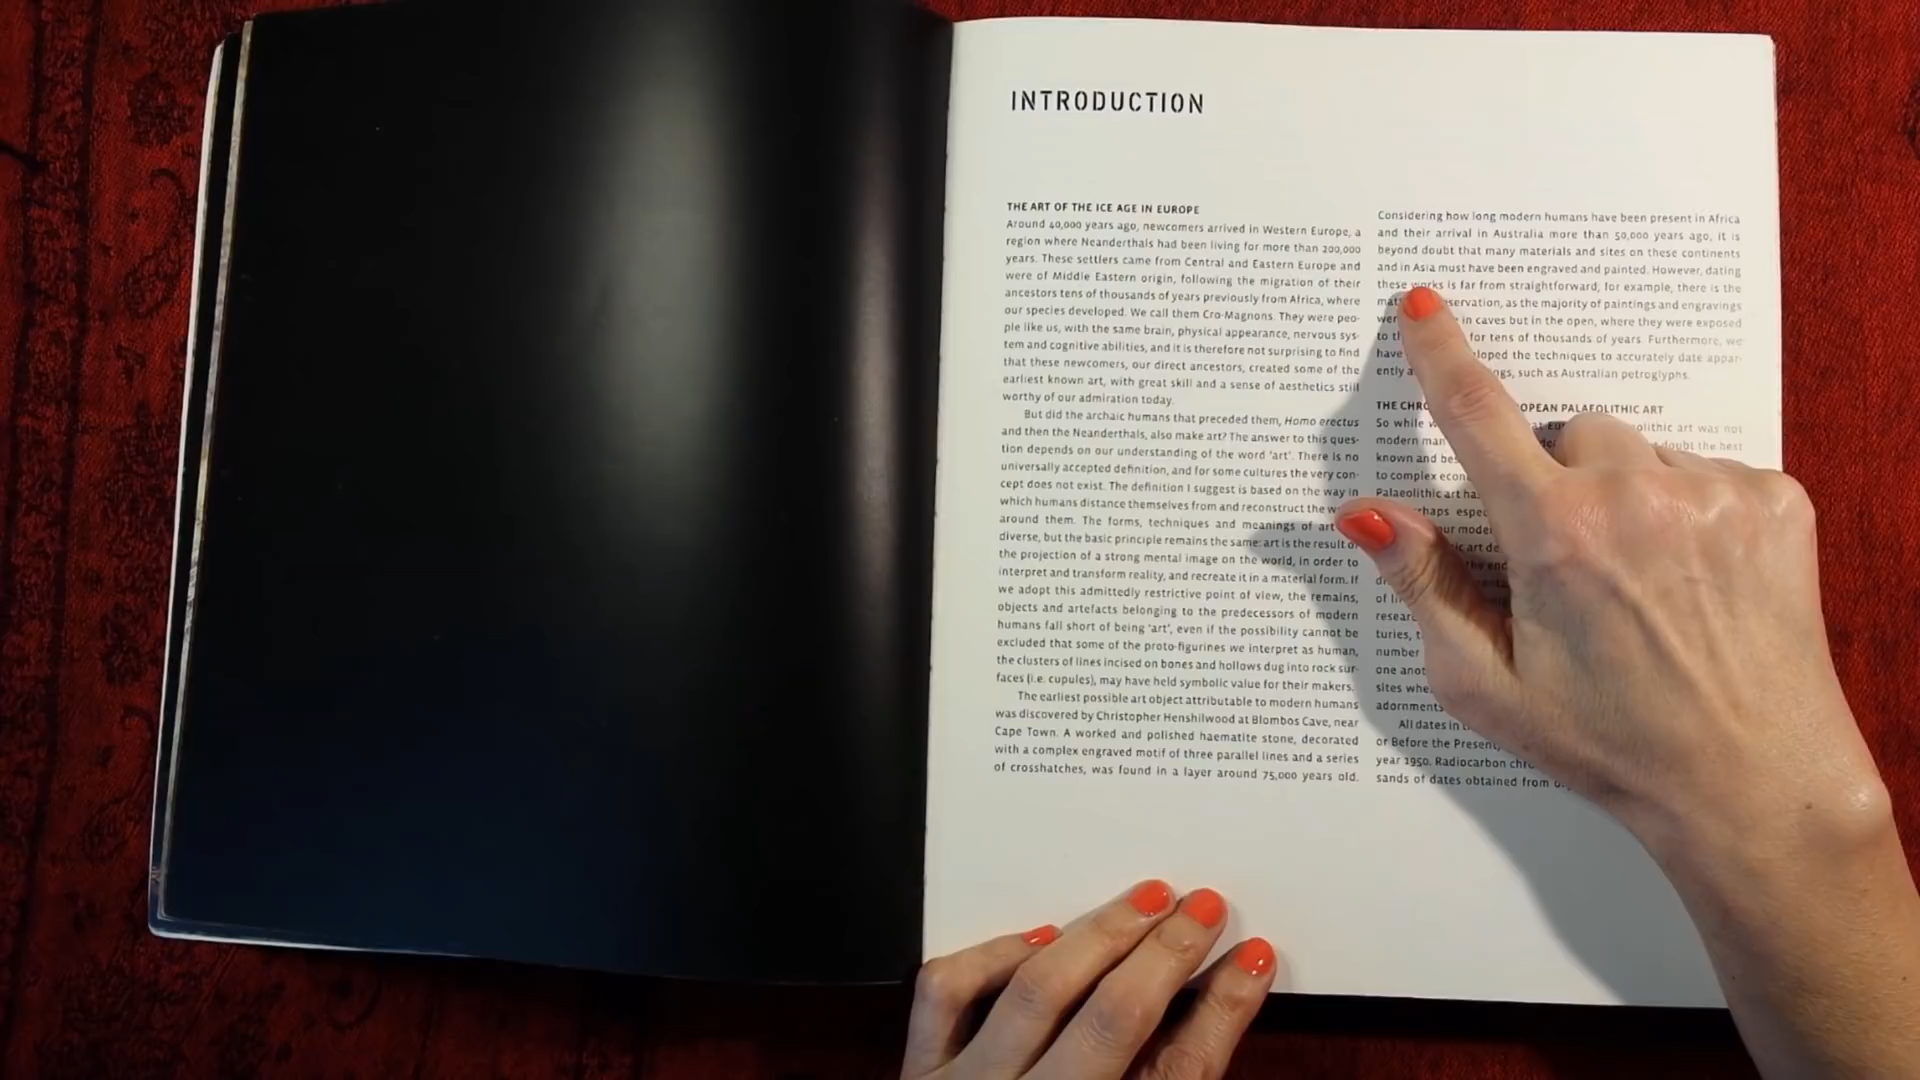 INTRODUCTION
THE ART OF THE ICE AGE IN EUROPE
Around 40,000 years ago, newcomers arrived in Western Europe, a
region where Neanderthals had been living for more than 200,000
years. These settlers came from Central and Eastern Europe and
were of Middle Eastern origin, following the migration of their
ancestors tens of thousands of years previously from Africa, where
our species developed. We call them Cro-Magnons. They were peo-
ple like us, with the same brain, physical appearance, nervous sys-
tem and cognitive abilities, and it is therefore not surprising to find
that these newcomers, our direct ancestors, created some of the
earliest known art, with great skill and a sense of aesthetics still
worthy of our admiration today.
But did the archaic humans that preceded them, Homo erectus
and then the Neanderthals, also make art? The answer to this ques-
tion depends on our understanding of the word 'art'. There is no
universally accepted definition, and for some cultures the very con-
cept does not exist. The definition I suggest is based on the way in
which humans distance themselves from and reconstruct the
around them. The forms, techniques and meanings of art
diverse, but the basic principle remains the same: art is the result of
the projection of a strong mental image on the world, in order to
interpret and transform reality, and recreate it in a material form. If
we adopt this admittedly restrictive point of view, the remains,
objects and artefacts belonging to the predecessors of modern
humans fall short of being 'art', even if the possibility cannot be
excluded that some of the proto-figurines we interpret as human,
the clusters of lines incised on bones and hollows dug into rock sur-
faces (i.e. cupules), may have held symbolic value for their makers.
The earliest possible art object attributable to modern humans
was discovered by Christopher Henshilwood at Blombos Cave, near
Cape Town. A worked and polished haematite stone, decorated
with a complex engraved motif of three parallel lines and a series
of crosshatches, was found in a layer around 75,000 years old.
Considering how long modern humans have been present in Africa
and their arrival in Australia more than 50,000 years ago, it is
beyond doubt that many materials and sites on these continents
and in Asia must have been engraved and painted. However, dating
these works is far from straightforward; for example, there is the
servation, as the majority of paintings and engravings
in caves but in the open, where they were exposed
to for tens of thousands of years. Furthermore, we
have loped the techniques to accurately date appar-
ently ngs, such as Australian petroglyphs.
THE CHRO OPEAN PALAEOLITHIC ART
So while olithic art was not
modern man doubt the best
known and
to complex
Palaeolithic art
rhaps
our
ic art
the
of
resear
turies,
number
one
sites
adornments
All dates in
or Before the Present,
year 1950. Radiocarbon
sands of dates obtained from